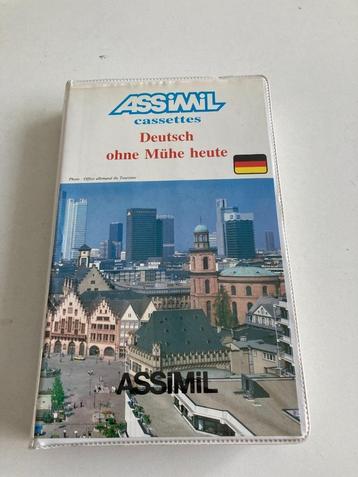 ASSiMiL
cassettes
Deutsch
ohne Mühe heute
Photo : Office allemand du Tourisme
ASSiMiL